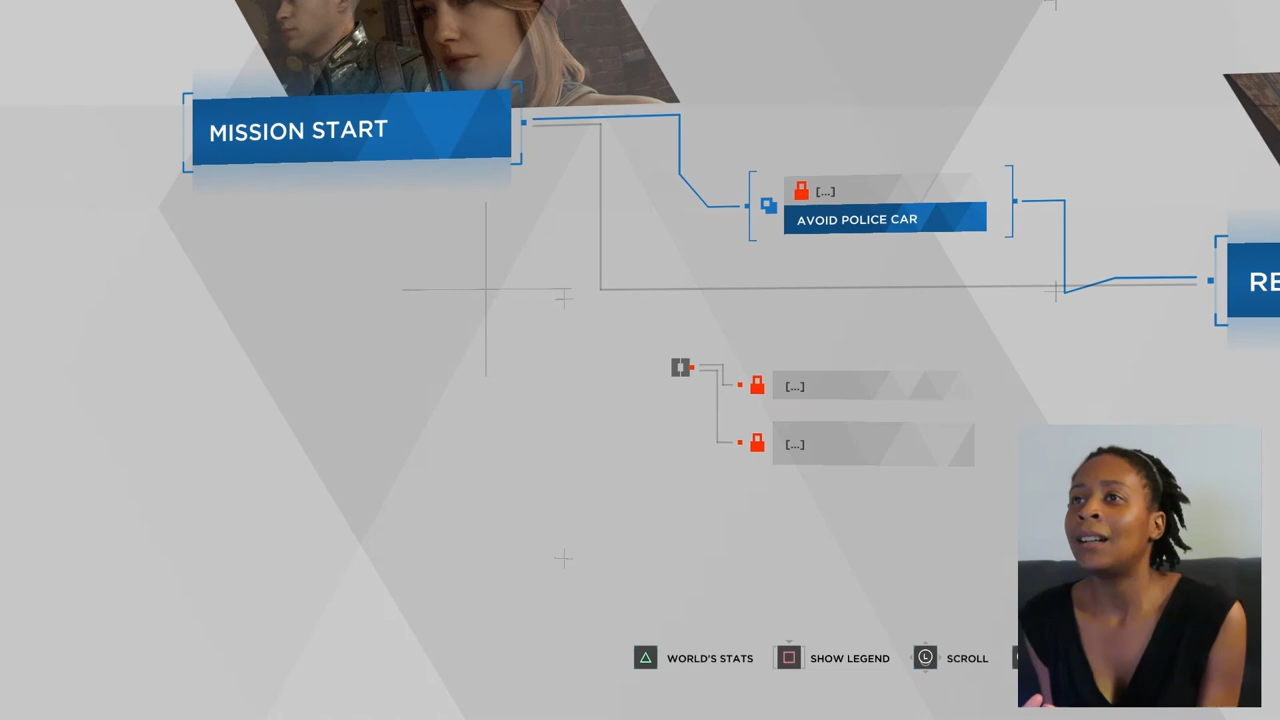 MISSION START
[...]
AVOID POLICE CAR
RE
[...]
[...]
WORLD'S STATS
SHOW LEGEND
L
SCROLL